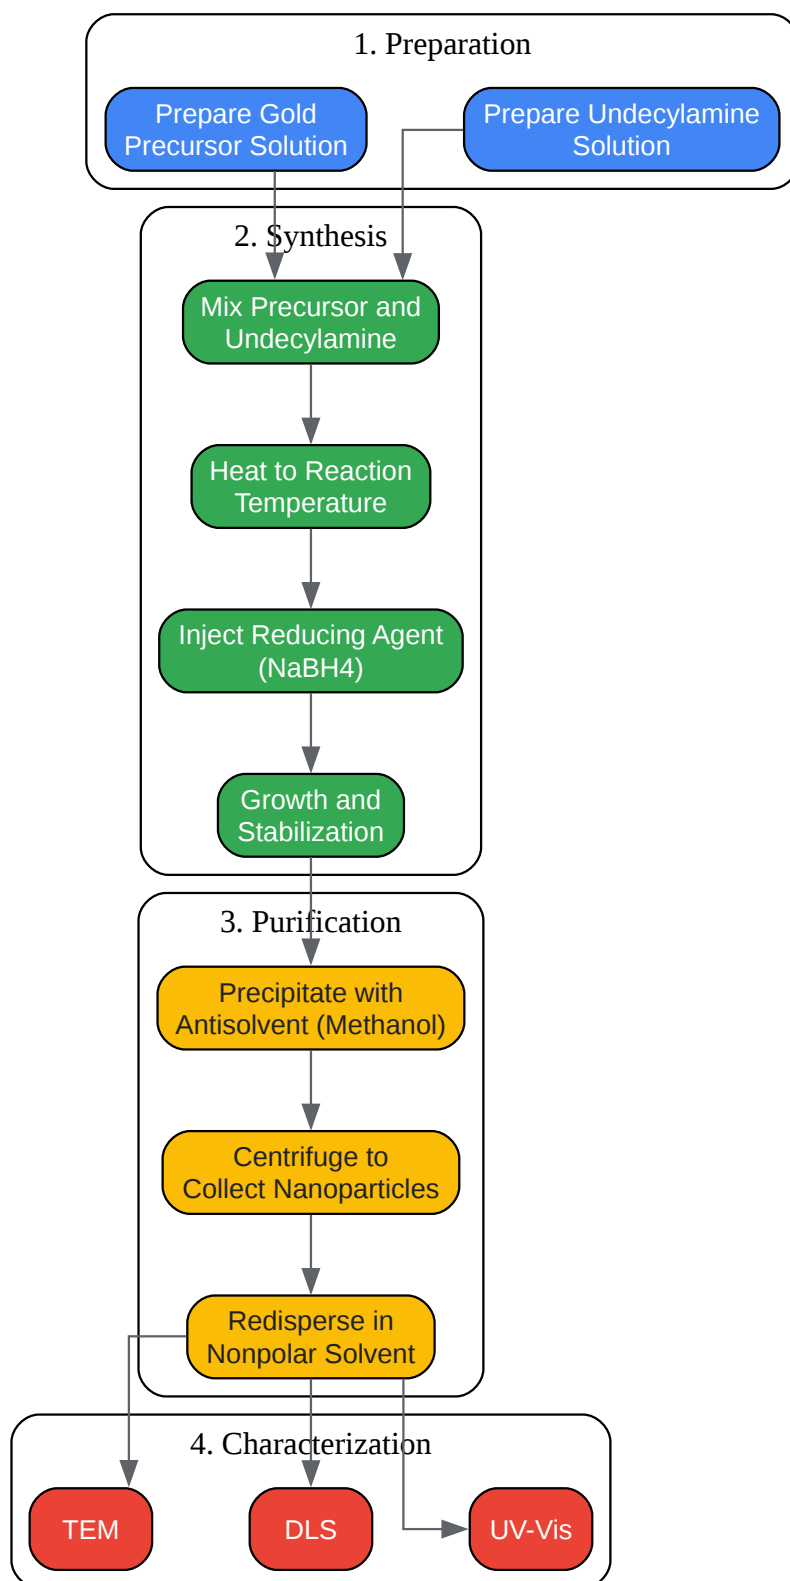 1. Preparation
Prepare Gold
Precursor Solution
Prepare Undecylamine
Solution
2. Synthesis
Mix Precursor and
Undecylamine
Heat to Reaction
Temperature
Inject Reducing Agent
(NaBH4)
Growth and
Stabilization
3. Purification
Precipitate with
Antisolvent (Methanol)
Centrifuge to
Collect Nanoparticles
Redisperse in
Nonpolar Solvent
4. Characterization
TEM
DLS
UV-Vis